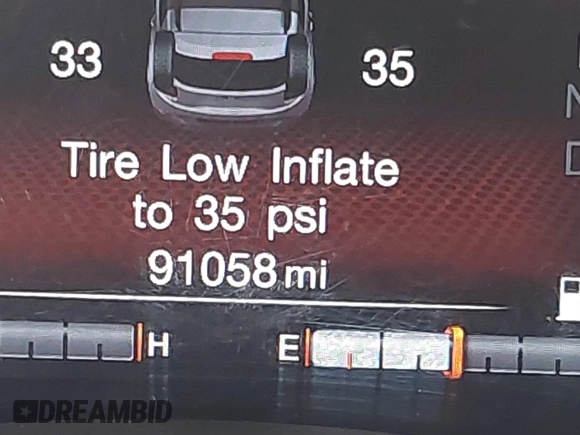 33 35
Tire Low Inflate
to 35 psi
91058 mi
H E
DREAMBID